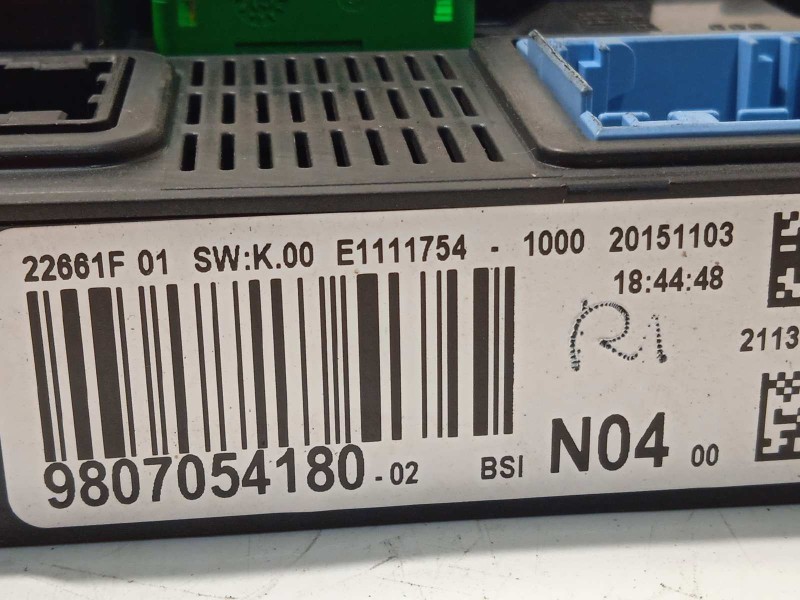 22661F 01 SW:K.00 E1111754 - 1000 20151103
18:44:48
R1
2113
9807054180-02 BSI N04 00